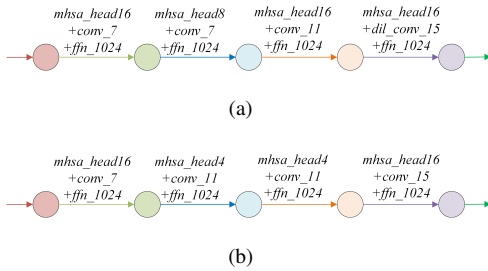 mhsa_head16 mhsa_head8 mhsa_head16 mhsa_head16
+conv_7 +conv_7 +conv_11 +dil_conv_15
+ffn_1024 +ffn_1024 +ffn_1024 +ffn_1024
(a)
mhsa_head16 mhsa_head4 mhsa_head4 mhsa_head16
+conv_7 +conv_11 +conv_11 +conv_15
+ffn_1024 +ffn_1024 +ffn_1024 +ffn_1024
(b)